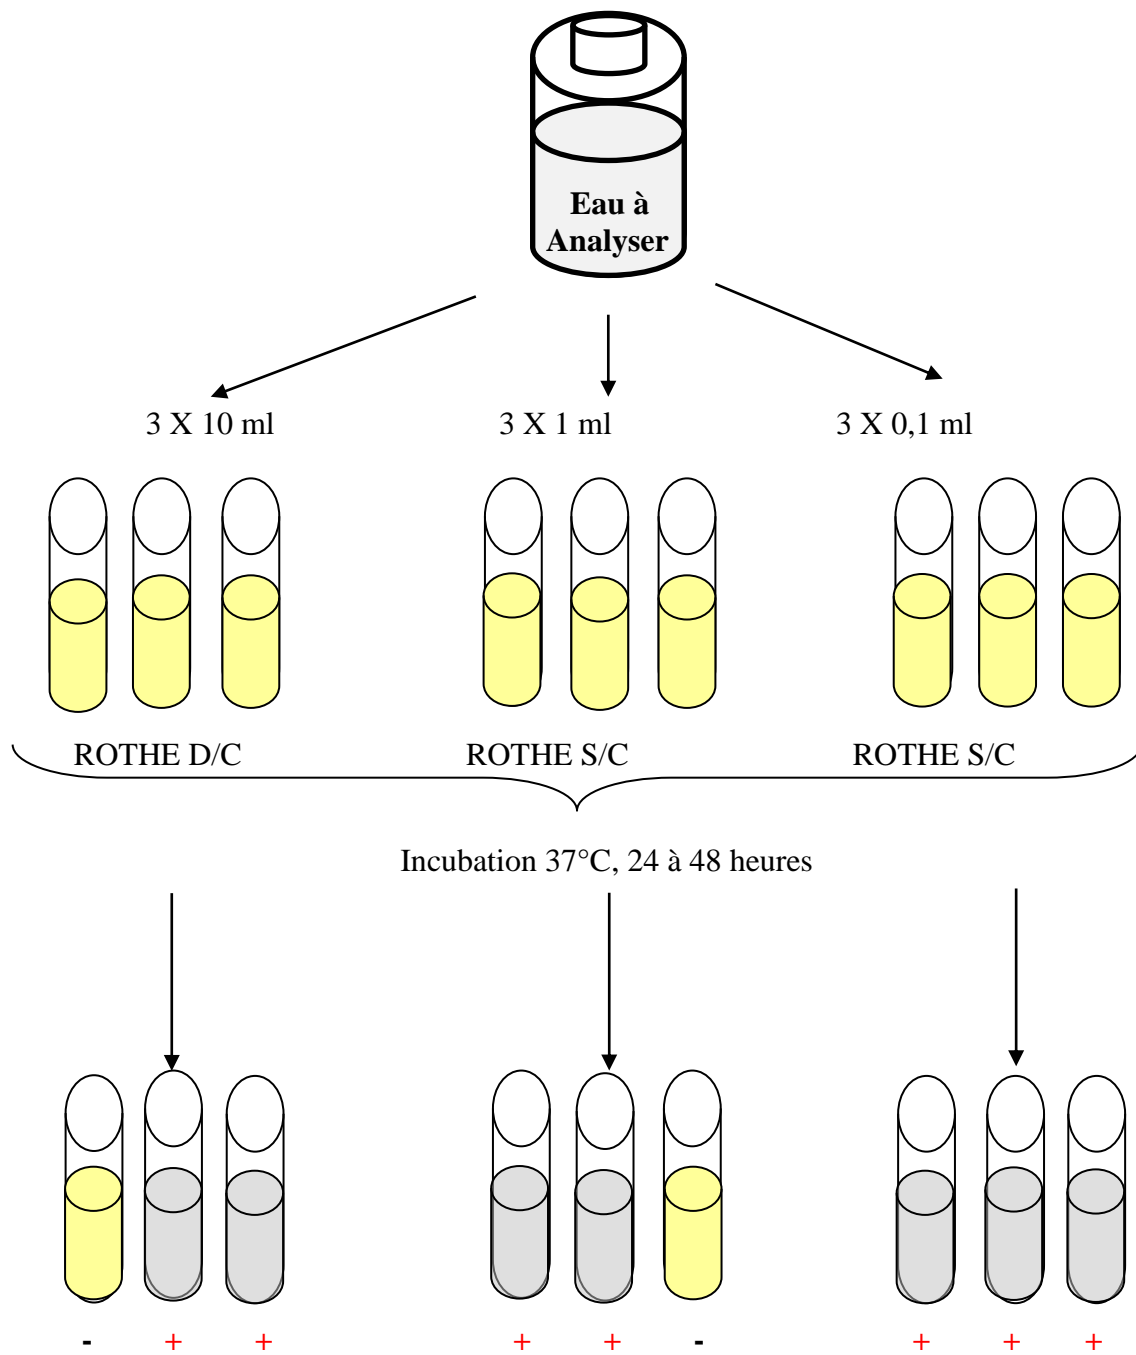 Eau à
Analyser
3 X 10 ml 3 X 1 ml 3 X 0,1 ml
ROTHE D/C ROTHE S/C ROTHE S/C
Incubation 37°C, 24 à 48 heures
- + + + + - + + +